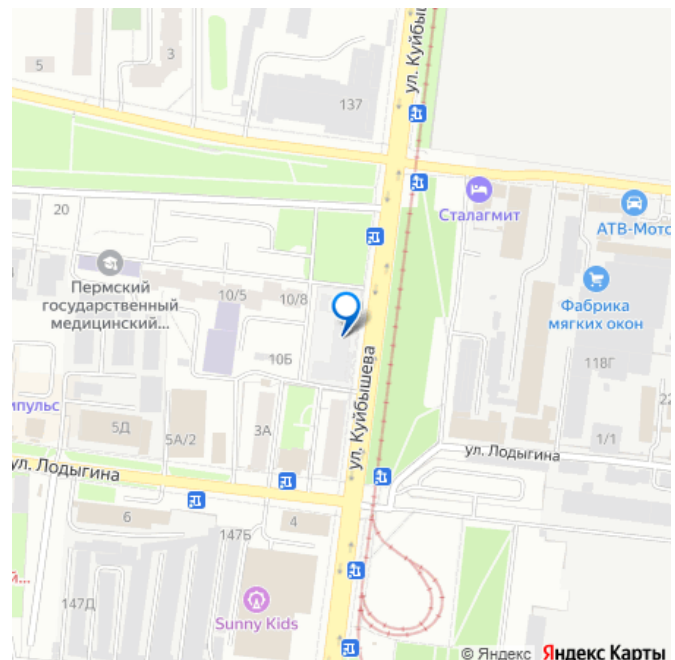 ул. Куйбыш
3
5
137
Сталагмит
20
АТВ-Мото
Пермский
государственный
медицинский...
10/5
10/8
Фабрика
мягких окон
10Б
118Г
ул. Куйбышева
ипульс
5Д
5А/2
3А
22
1/1
ул. Лодыгина
ул. Лодыгина
6
147Б
4
й...
147Д
Sunny Kids
© Яндекс Яндекс Карты